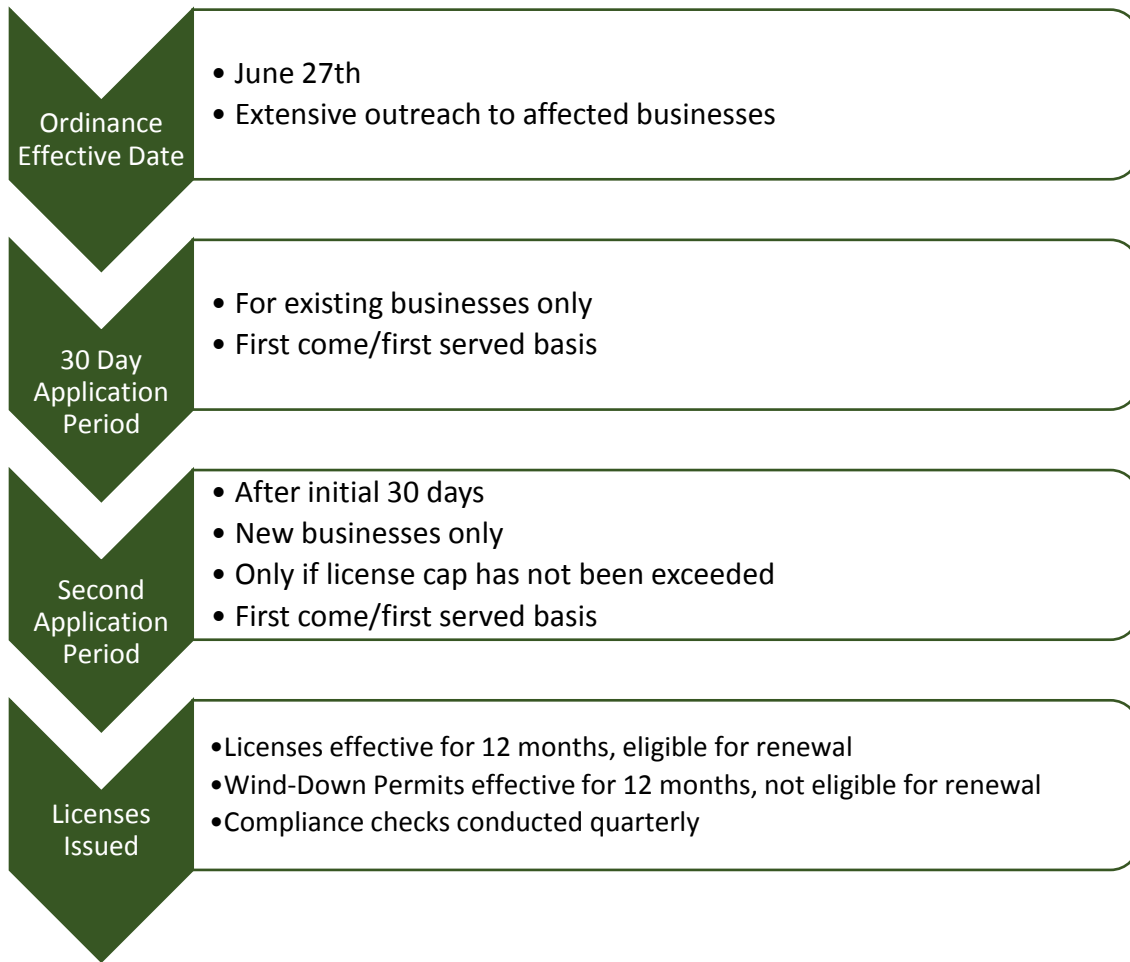 Ordinance
Effective Date
• June 27th
• Extensive outreach to affected businesses
30 Day
Application
Period
• For existing businesses only
• First come/first served basis
Second
Application
Period
• After initial 30 days
• New businesses only
• Only if license cap has not been exceeded
• First come/first served basis
Licenses
Issued
•Licenses effective for 12 months, eligible for renewal
•Wind-Down Permits effective for 12 months, not eligible for renewal
•Compliance checks conducted quarterly